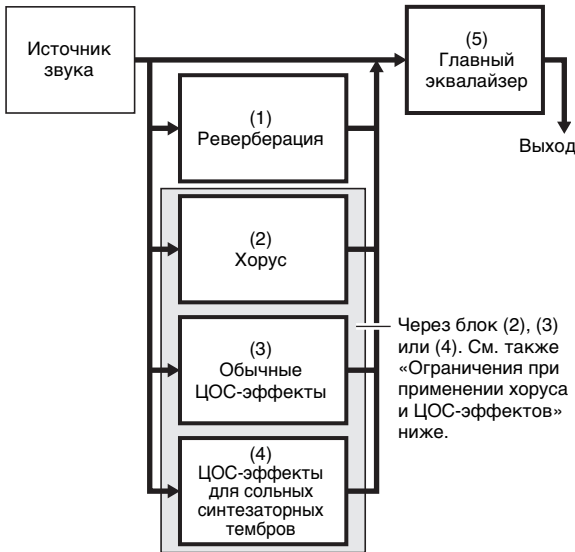 Источник
звука
(5)
Главный
эквалайзер
Выход
(1)
Реверберация
(2)
Хорус
(3)
Обычные
ЦОС-эффекты
(4)
ЦОС-эффекты
для сольных
синтезаторных
тембров
Через блок (2), (3)
или (4). См. также
«Ограничения при
применении хоруса
и ЦОС-эффектов»
ниже.